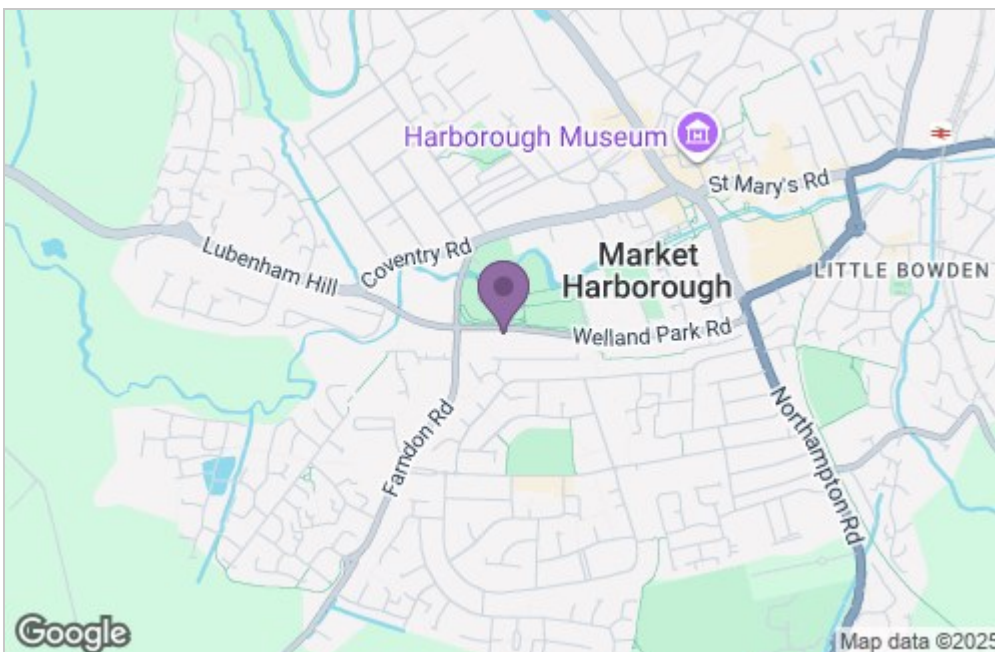 Harborough Museum
St Mary's Rd
Coventry Rd
Lubenham Hill
Market
Harborough
LITTLE BOWDEN
Welland Park Rd
Farndon Rd
Northampton Rd
Google
Map data ©2025